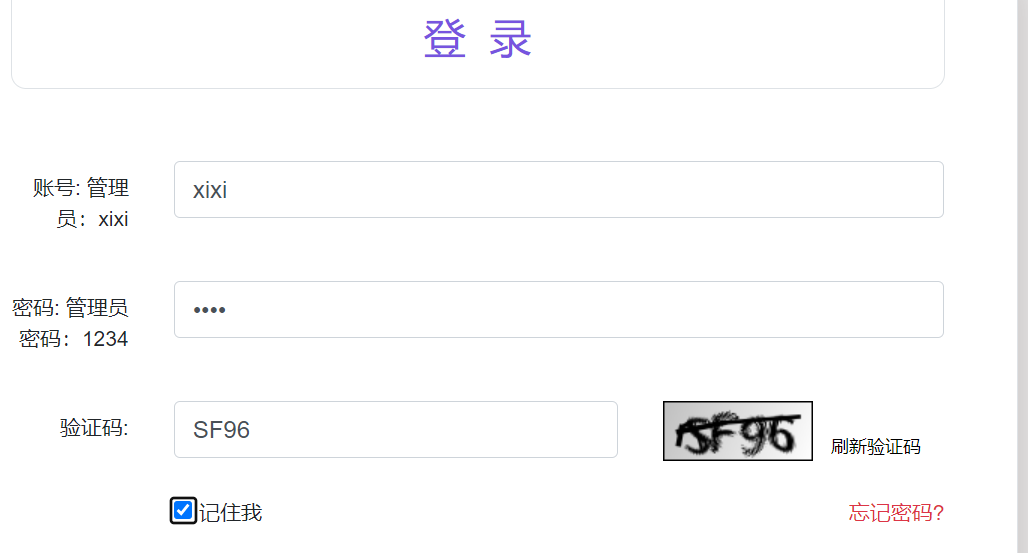 登 录
账号: 管理
员：xixi
xixi
密码: 管理员
密码：1234
••••
验证码:
SF96
SF96
刷新验证码
记住我
忘记密码?